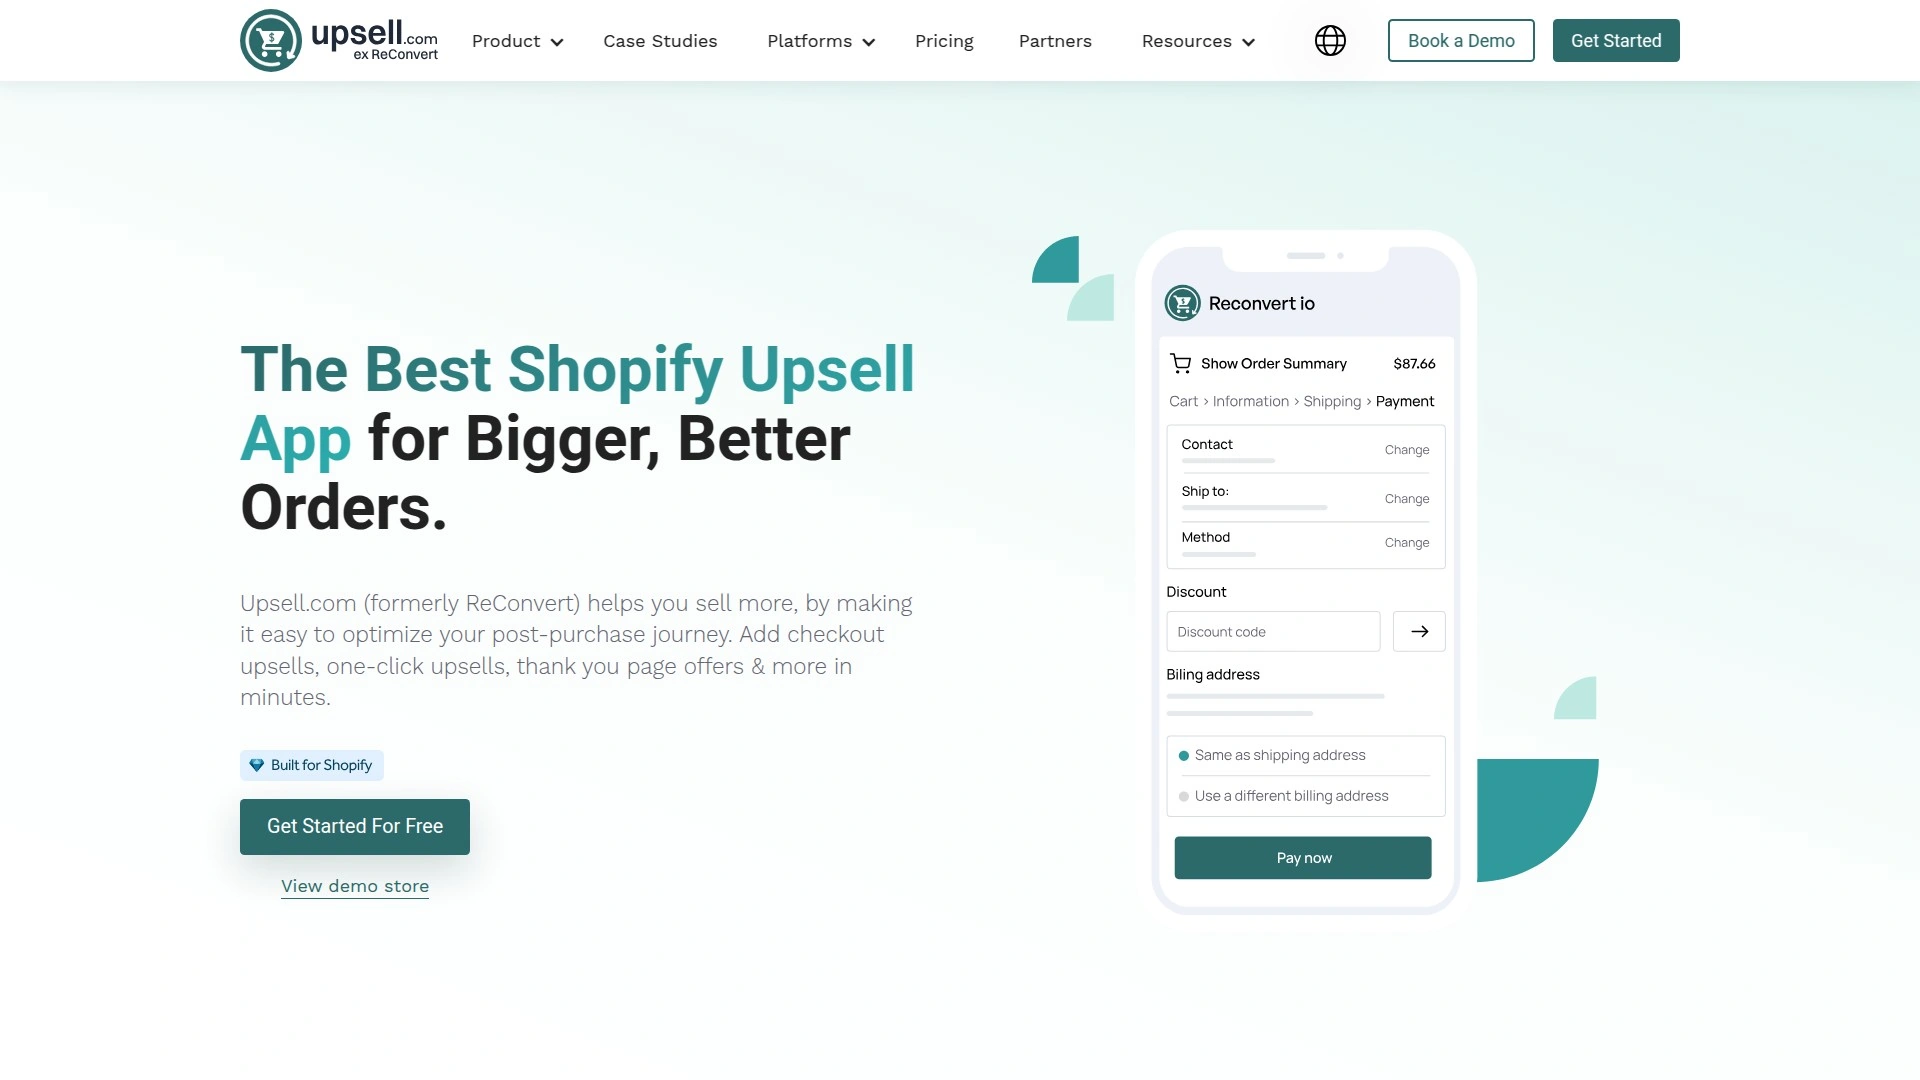 upsell.com
ex ReConvert
Product
Case Studies
Platforms
Pricing
Partners
Resources
Book a Demo
Get Started
The Best Shopify Upsell
App for Bigger, Better
Orders.
Upsell.com (formerly ReConvert) helps you sell more, by making
it easy to optimize your post-purchase journey. Add checkout
upsells, one-click upsells, thank you page offers & more in
minutes.
Built for Shopify
Get Started For Free
View demo store
Reconvert io
Show Order Summary $87.66
Cart › Information › Shipping › Payment
Contact Change
Ship to: Change
Method Change
Discount
Discount code
Biling address
Same as shipping address
Use a different billing address
Pay now